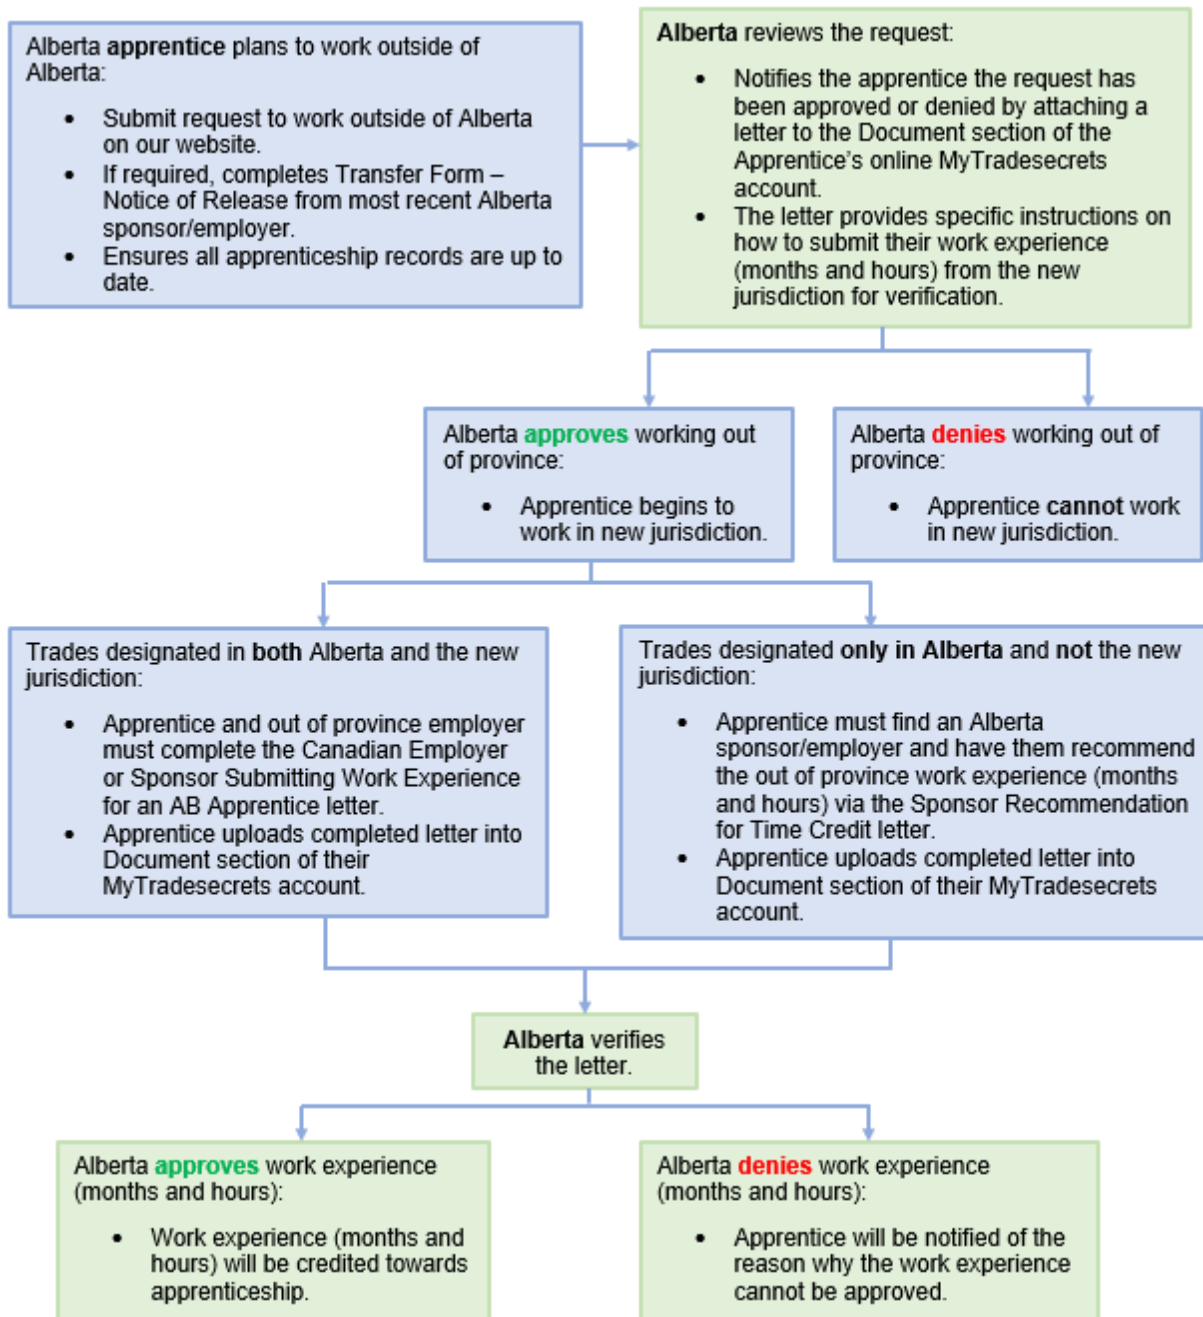 Alberta apprentice plans to work outside of
Alberta:
• Submit request to work outside of Alberta
on our website.
• If required, completes Transfer Form –
Notice of Release from most recent Alberta
sponsor/employer.
• Ensures all apprenticeship records are up to
date.
Alberta reviews the request:
• Notifies the apprentice the request has
been approved or denied by attaching a
letter to the Document section of the
Apprentice’s online MyTradesecrets
account.
• The letter provides specific instructions on
how to submit their work experience
(months and hours) from the new
jurisdiction for verification.
Alberta approves working out
of province:
• Apprentice begins to
work in new jurisdiction.
Alberta denies working out of
province:
• Apprentice cannot work
in new jurisdiction.
Trades designated in both Alberta and the new
jurisdiction:
• Apprentice and out of province employer
must complete the Canadian Employer
or Sponsor Submitting Work Experience
for an AB Apprentice letter.
• Apprentice uploads completed letter into
Document section of their
MyTradesecrets account.
Trades designated only in Alberta and not the new
jurisdiction:
• Apprentice must find an Alberta
sponsor/employer and have them recommend
the out of province work experience (months
and hours) via the Sponsor Recommendation
for Time Credit letter.
• Apprentice uploads completed letter into
Document section of their MyTradesecrets
account.
Alberta verifies
the letter.
Alberta approves work experience
(months and hours):
• Work experience (months and
hours) will be credited towards
apprenticeship.
Alberta denies work experience
(months and hours):
• Apprentice will be notified of the
reason why the work experience
cannot be approved.